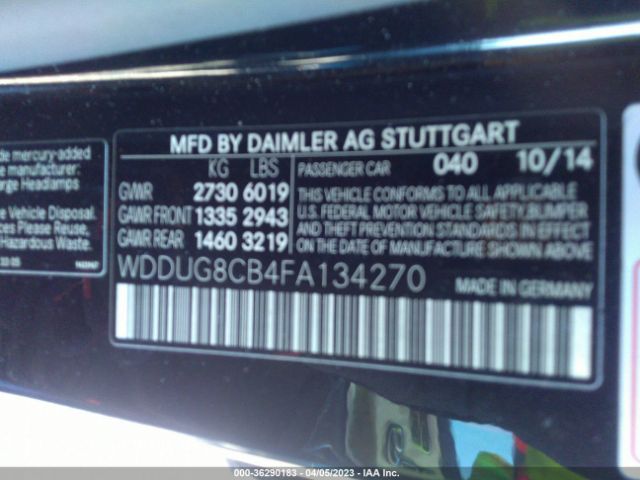 de mercury-added
e manufacturer:
arge Headlamps
e Vehicle Disposal.
s Please Reuse,
Hazardous Waste.
MFD BY DAIMLER AG STUTTGART
KG LBS
GVWR 2730 6019
GAWR FRONT 1335 2943
GAWR REAR 1460 3219
PASSENGER CAR 040 10/14
THIS VEHICLE CONFORMS TO ALL APPLICABLE
U.S. FEDERAL MOTOR VEHICLE SAFETY, BUMPER
AND THEFT PREVENTION STANDARDS IN EFFECT
ON THE DATE OF MANUFACTURE SHOWN ABOVE
WDDUG8CB4FA134270 MADE IN GERMANY
000-36290183 - 04/05/2023 - IAA Inc.